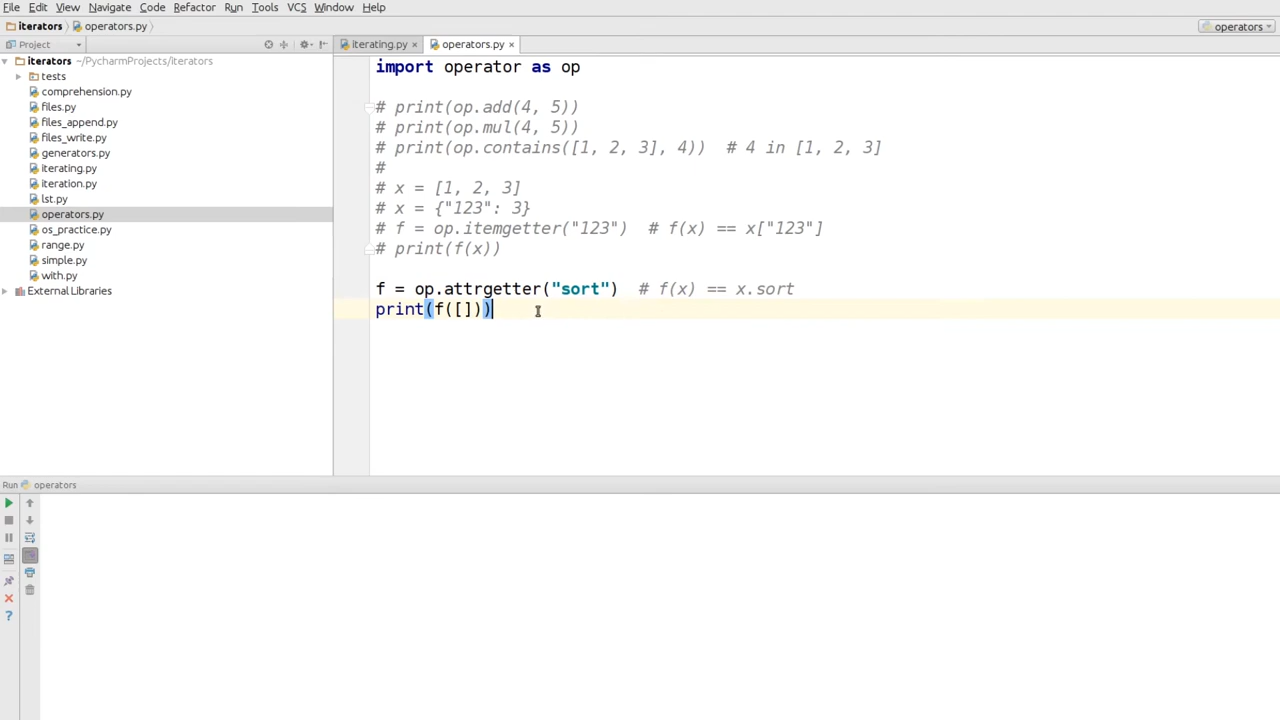 File Edit View Navigate Code Refactor Run Tools VCS Window Help
iterators operators.py operators
Project iterating.py × operators.py ×
iterators ~/PycharmProjects/iterators
tests
comprehension.py
files.py
files_append.py
files_write.py
generators.py
iterating.py
iteration.py
lst.py
operators.py
os_practice.py
range.py
simple.py
with.py
External Libraries
import operator as op
# print(op.add(4, 5))
# print(op.mul(4, 5))
# print(op.contains([1, 2, 3], 4))  # 4 in [1, 2, 3]
#
# x = [1, 2, 3]
# x = {"123": 3}
# f = op.itemgetter("123")  # f(x) == x["123"]
# print(f(x))
f = op.attrgetter("sort")  # f(x) == x.sort
print(f([]))
Run operators